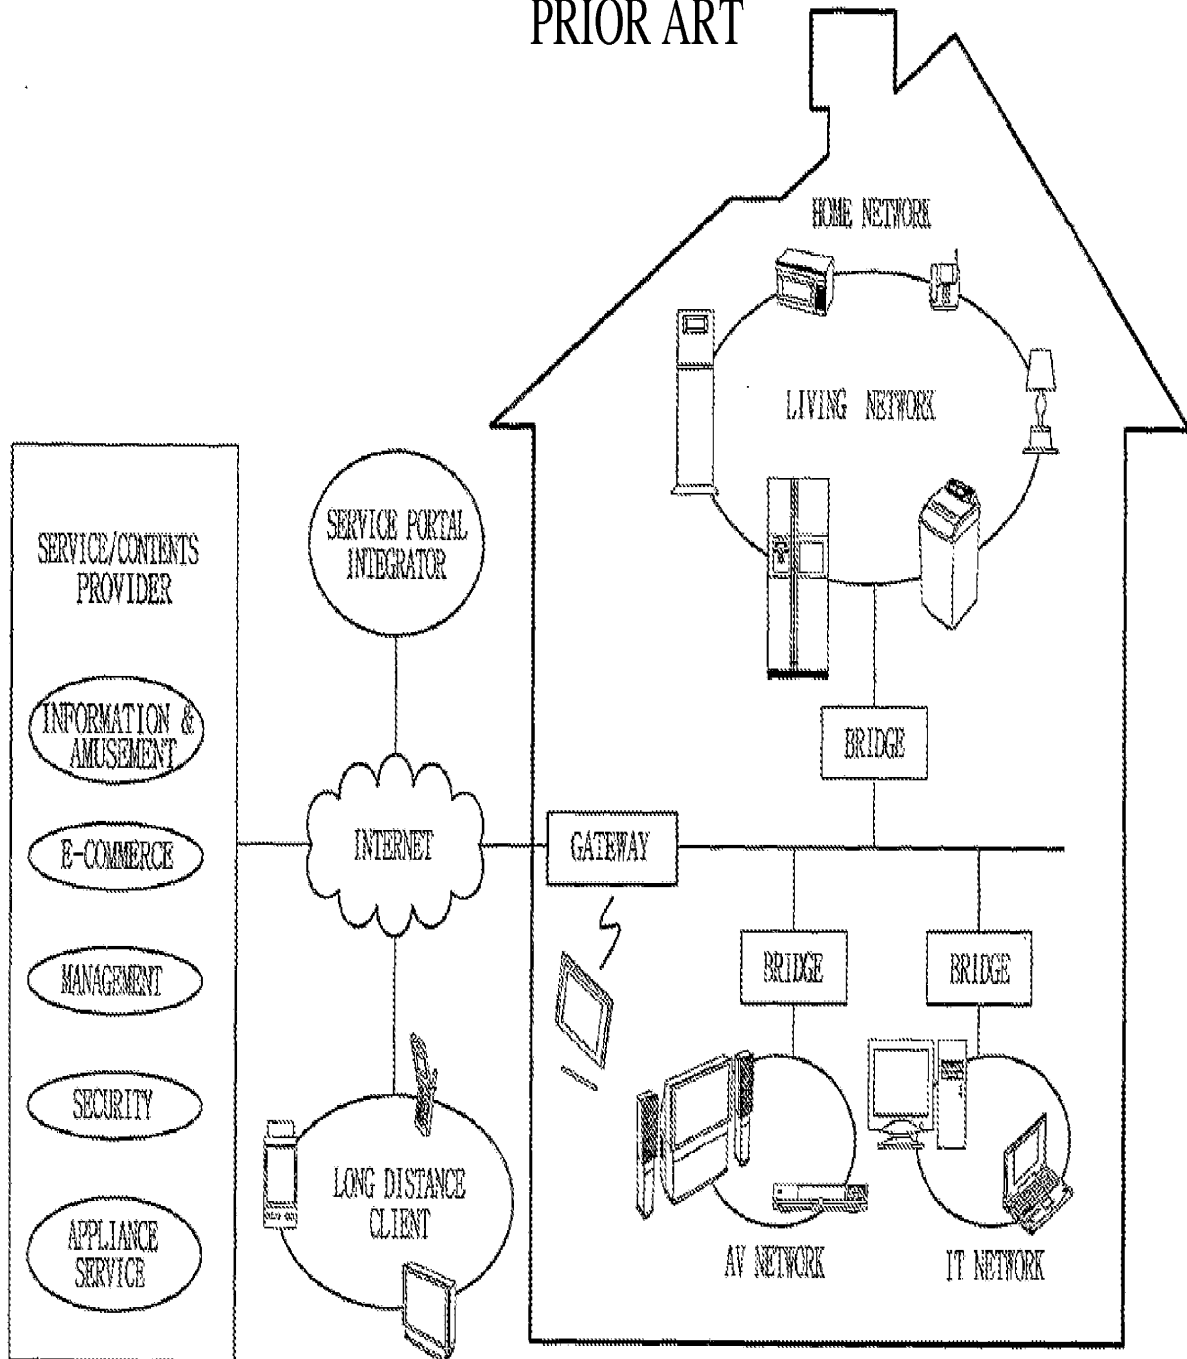 PRIOR ART
HOME NETWORK
LIVING NETWORK
SERVICE/CONTENTS
PROVIDER
SERVICE PORTAL
INTEGRATOR
INFORMATION &
AMUSEMENT
BRIDGE
E-COMMERCE
INTERNET
GATEWAY
MANAGEMENT
BRIDGE
BRIDGE
SECURITY
LONG DISTANCE
CLIENT
APPLIANCE
SERVICE
AV NETWORK
IT NETWORK